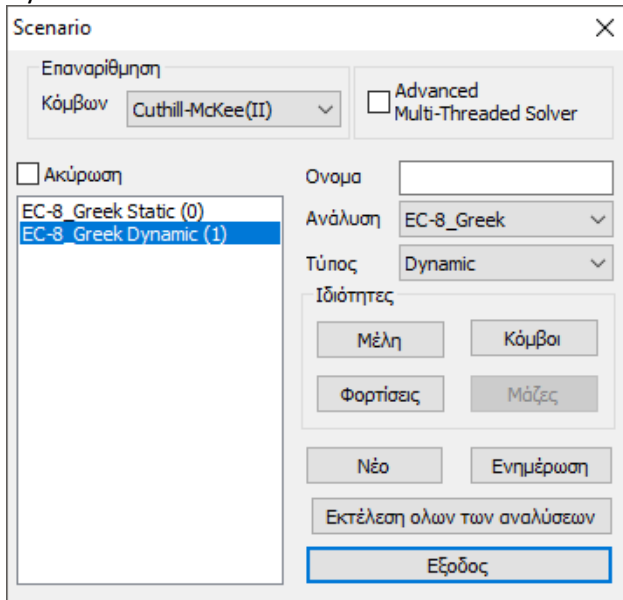 Scenario
Επαναρίθμηση
Κόμβων Cuthill-McKee(II)
Advanced
Multi-Threaded Solver
Ακύρωση
EC-8_Greek Static (0)
EC-8_Greek Dynamic (1)
Ονομα
Ανάλυση EC-8_Greek
Τύπος Dynamic
Ιδιότητες
Μέλη Κόμβοι
Φορτίσεις Μάζες
Νέο Ενημέρωση
Εκτέλεση ολων των αναλύσεων
Εξοδος